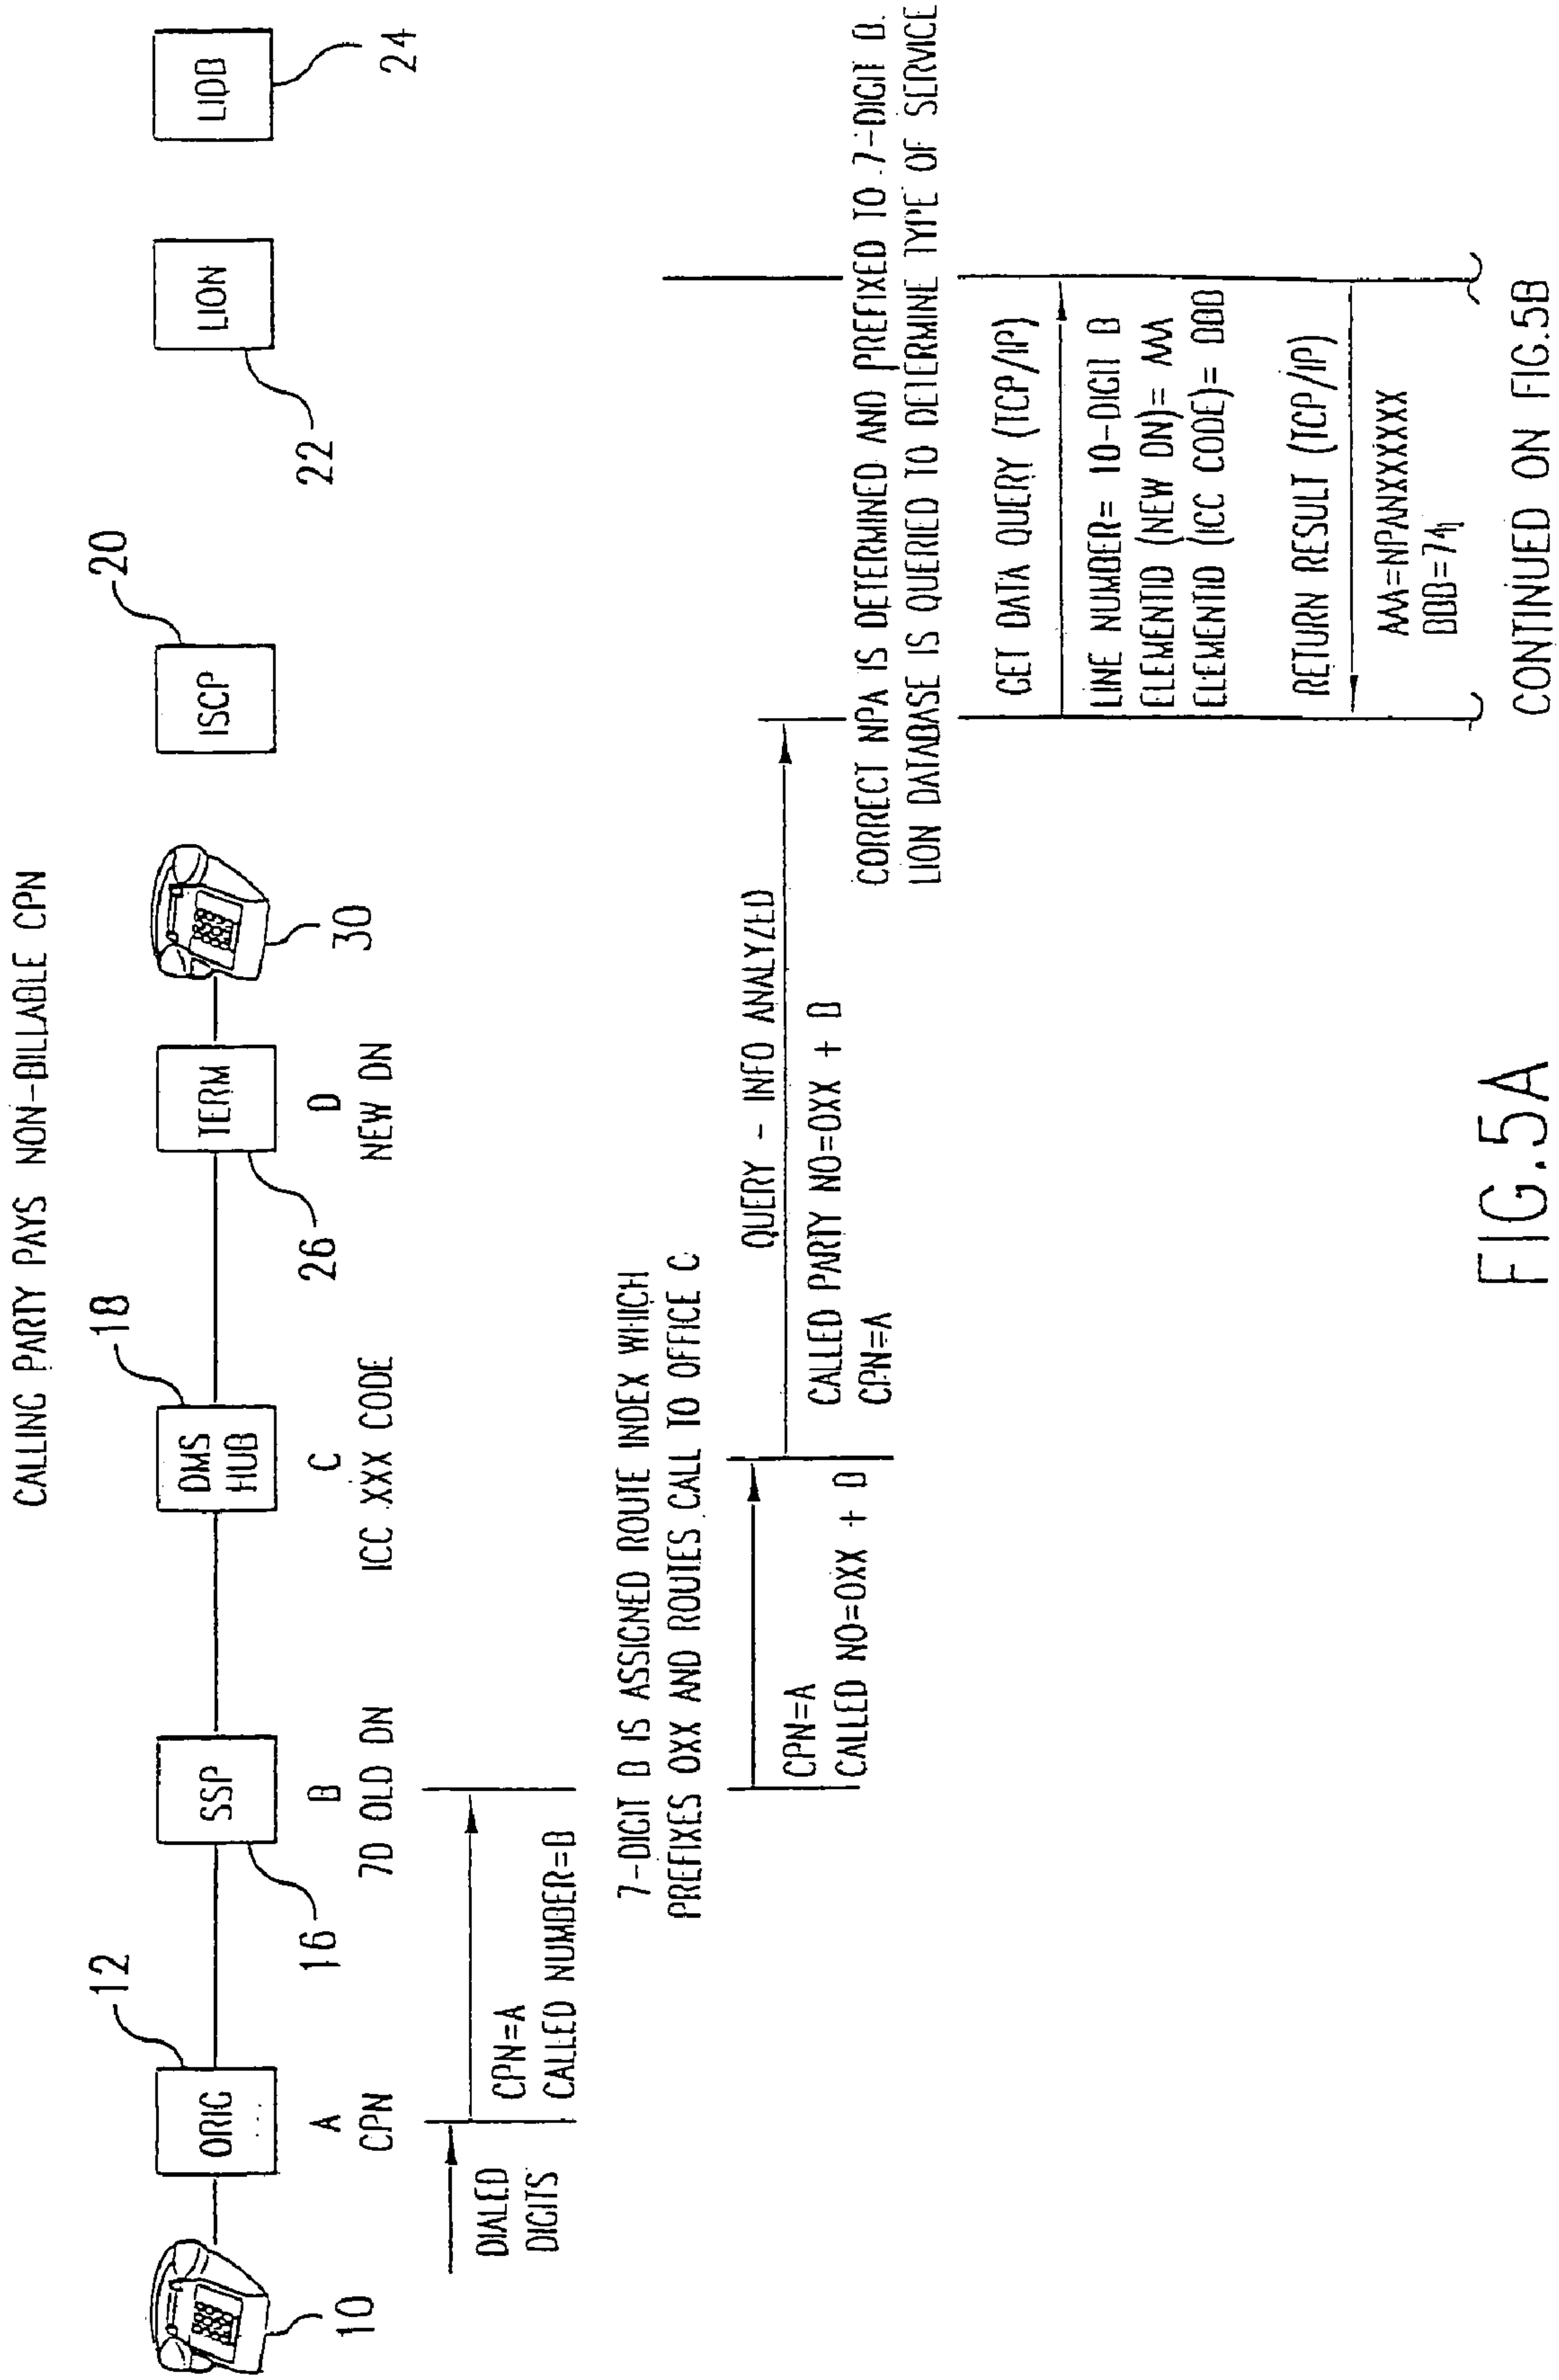 CALLING PARTY PAYS NON-BILLABLE CPN
12
18
20
ORIG
SSP
DMS
HUB
TERM
ISCP
LION
LIDB
10
A
CPN
16
B
7D OLD DN
C
ICC XXX CODE
26
D
NEW DN
30
22
24
DIALED
DIGITS
CPN=A
CALLED NUMBER=B
7-DIGIT B IS ASSIGNED ROUTE INDEX WHICH
PREFIXES OXX AND ROUTES CALL TO OFFICE C
CPN=A
CALLED NO=OXX + B
QUERY - INFO ANALYZED
CALLED PARTY NO=OXX + B
CPN=A
CORRECT NPA IS DETERMINED AND PREFIXED TO 7-DIGIT B.
LION DATABASE IS QUERIED TO DETERMINE TYPE OF SERVICE
GET DATA QUERY (TCP/IP)
LINE NUMBER= 10-DIGIT B
ELEMENTID (NEW DN)= AAA
ELEMENTID (ICC CODE)= BBB
RETURN RESULT (TCP/IP)
AAA=NPANXXXXXX
BBB=74
CONTINUED ON FIG.5B
FIG.5A